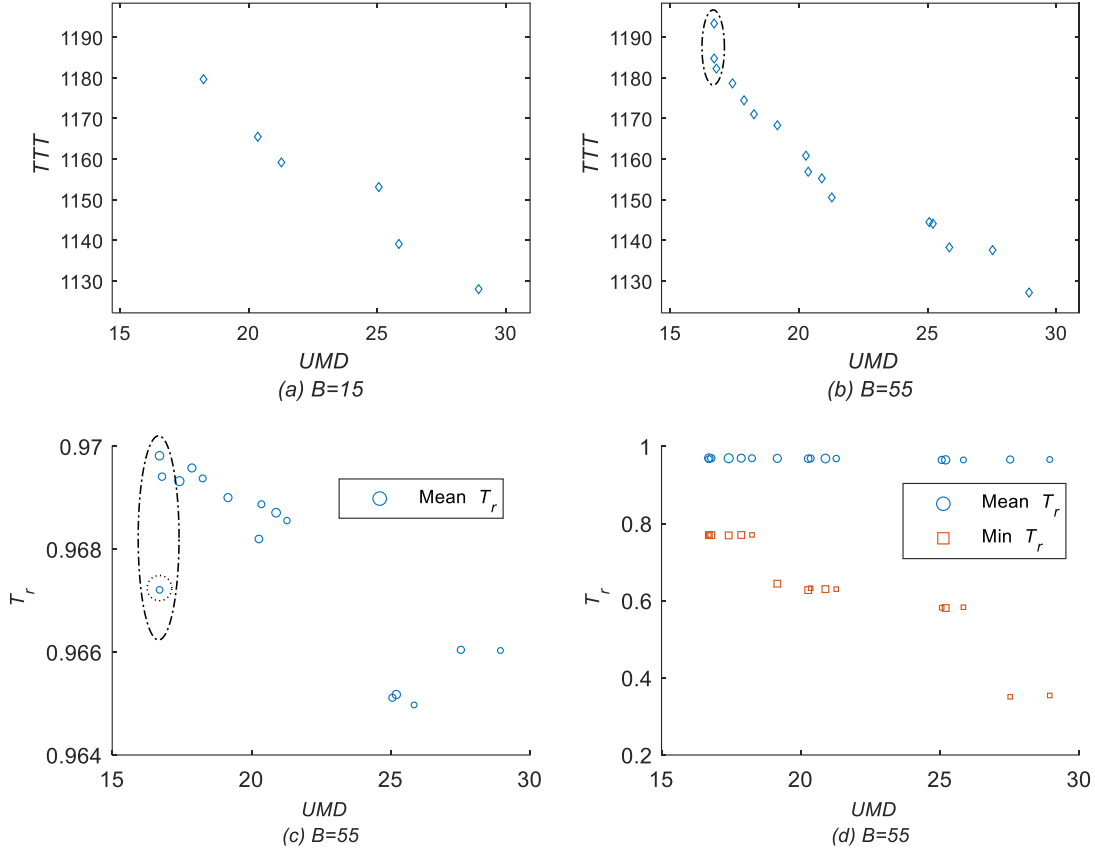 TTT
1190
1180
1170
1160
1150
1140
1130
15 20 25 30
UMD
(a) B=15
TTT
1190
1180
1170
1160
1150
1140
1130
15 20 25 30
UMD
(b) B=55
T_r
0.97
0.968
0.966
0.964
Mean T_r
15 20 25 30
UMD
(c) B=55
T_r
1
0.8
0.6
0.4
0.2
Mean T_r
Min T_r
15 20 25 30
UMD
(d) B=55